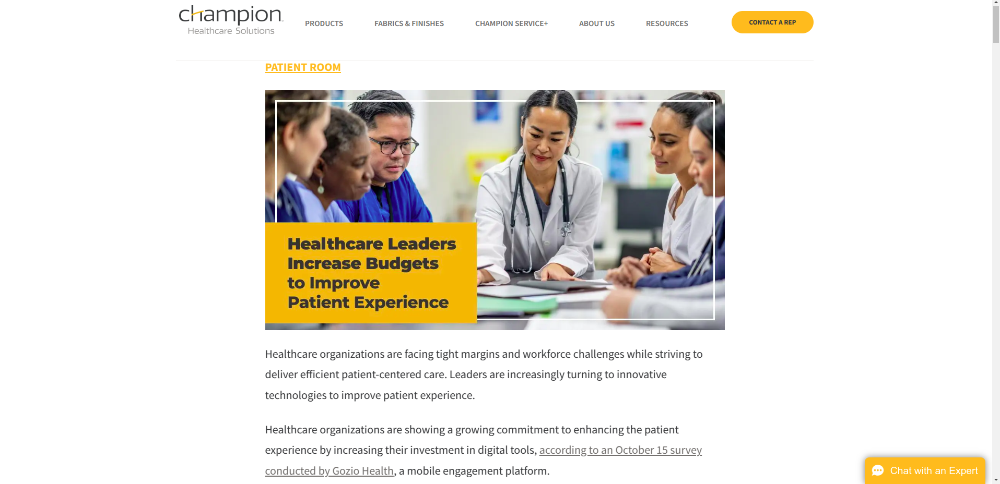 champion
Healthcare Solutions
PRODUCTS
FABRICS & FINISHES
CHAMPION SERVICE+
ABOUT US
RESOURCES
CONTACT A REP
PATIENT ROOM
Healthcare Leaders
Increase Budgets
to Improve
Patient Experience
Healthcare organizations are facing tight margins and workforce challenges while striving to
deliver efficient patient-centered care. Leaders are increasingly turning to innovative
technologies to improve patient experience.
Healthcare organizations are showing a growing commitment to enhancing the patient
experience by increasing their investment in digital tools, according to an October 15 survey
conducted by Gozio Health, a mobile engagement platform.
Chat with an Expert